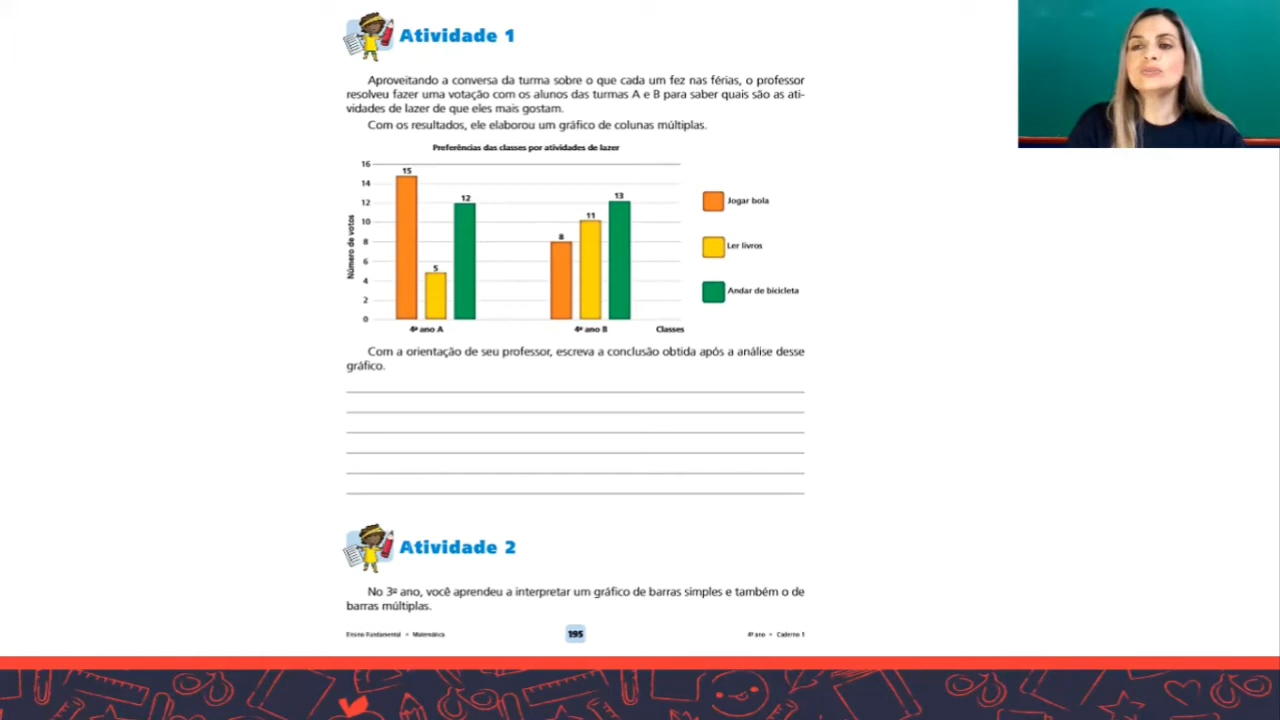 Atividade 1
Aproveitando a conversa da turma sobre o que cada um fez nas férias, o professor
resolveu fazer uma votação com os alunos das turmas A e B para saber quais são as ati-
vidades de lazer de que eles mais gostam.
Com os resultados, ele elaborou um gráfico de colunas múltiplas.
Preferências das classes por atividades de lazer
Número de votos
16
14
12
10
8
6
4
2
0
15
5
12
8
11
13
4º ano A
4º ano B
Classes
Jogar bola
Ler livros
Andar de bicicleta
Com a orientação de seu professor, escreva a conclusão obtida após a análise desse
gráfico.
Atividade 2
No 3º ano, você aprendeu a interpretar um gráfico de barras simples e também o de
barras múltiplas.
Ensino Fundamental • Matemática
195
4º ano • Caderno 1